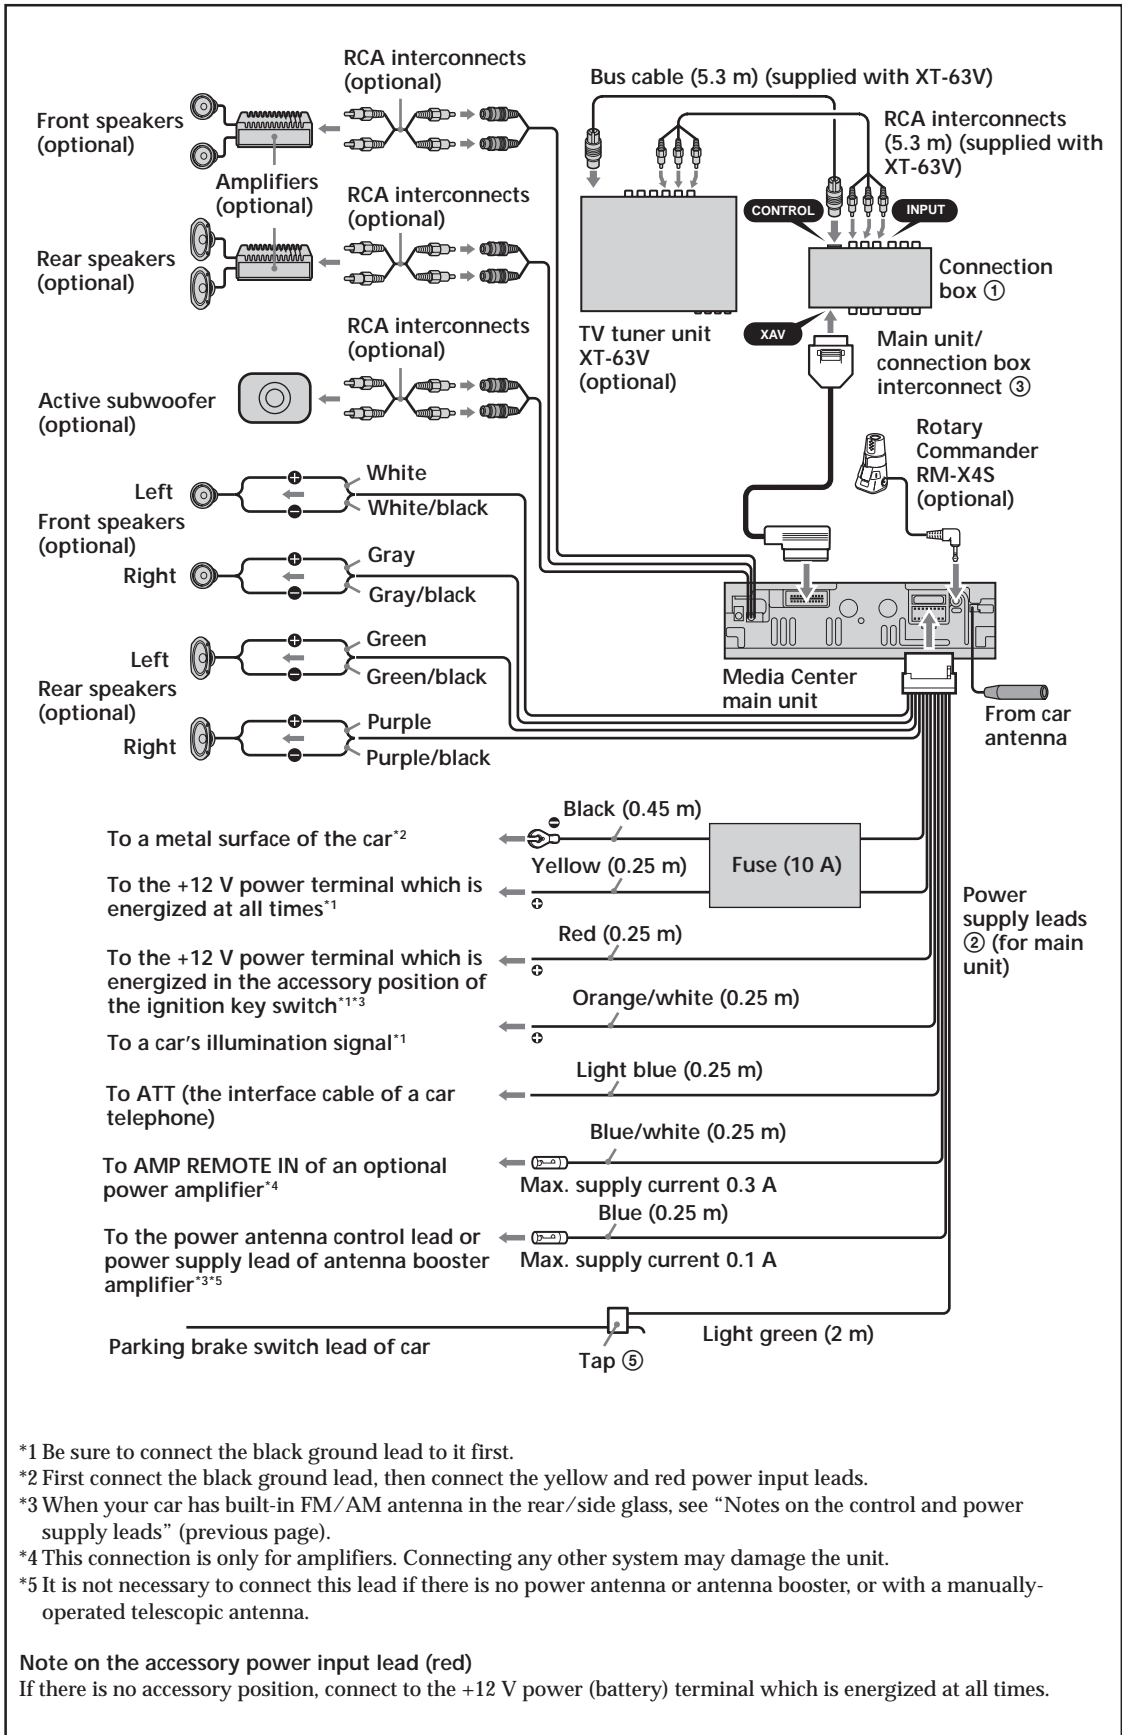 RCA interconnects
(optional)
Bus cable (5.3 m) (supplied with XT-63V)
Front speakers
(optional)
RCA interconnects
(5.3 m) (supplied with
XT-63V)
Amplifiers
(optional)
RCA interconnects
(optional)
CONTROL
INPUT
Rear speakers
(optional)
Connection
box ①
RCA interconnects
(optional)
TV tuner unit
XT-63V
(optional)
XAV
Main unit/
connection box
interconnect ③
Active subwoofer
(optional)
Rotary
Commander
RM-X4S
(optional)
Left
White
White/black
Front speakers
(optional)
Right
Gray
Gray/black
Left
Green
Green/black
Rear speakers
(optional)
Right
Purple
Purple/black
Media Center
main unit
From car
antenna
Black (0.45 m)
To a metal surface of the car*2
Fuse (10 A)
Yellow (0.25 m)
To the +12 V power terminal which is
energized at all times*1
Power
supply leads
② (for main
unit)
Red (0.25 m)
To the +12 V power terminal which is
energized in the accessory position of
the ignition key switch*1*3
Orange/white (0.25 m)
To a car's illumination signal*1
Light blue (0.25 m)
To ATT (the interface cable of a car
telephone)
Blue/white (0.25 m)
To AMP REMOTE IN of an optional
power amplifier*4
Max. supply current 0.3 A
Blue (0.25 m)
To the power antenna control lead or
power supply lead of antenna booster
amplifier*3*5
Max. supply current 0.1 A
Light green (2 m)
Parking brake switch lead of car
Tap ⑤
*1 Be sure to connect the black ground lead to it first.
*2 First connect the black ground lead, then connect the yellow and red power input leads.
*3 When your car has built-in FM/AM antenna in the rear/side glass, see “Notes on the control and power
supply leads” (previous page).
*4 This connection is only for amplifiers. Connecting any other system may damage the unit.
*5 It is not necessary to connect this lead if there is no power antenna or antenna booster, or with a manually-
operated telescopic antenna.
Note on the accessory power input lead (red)
If there is no accessory position, connect to the +12 V power (battery) terminal which is energized at all times.